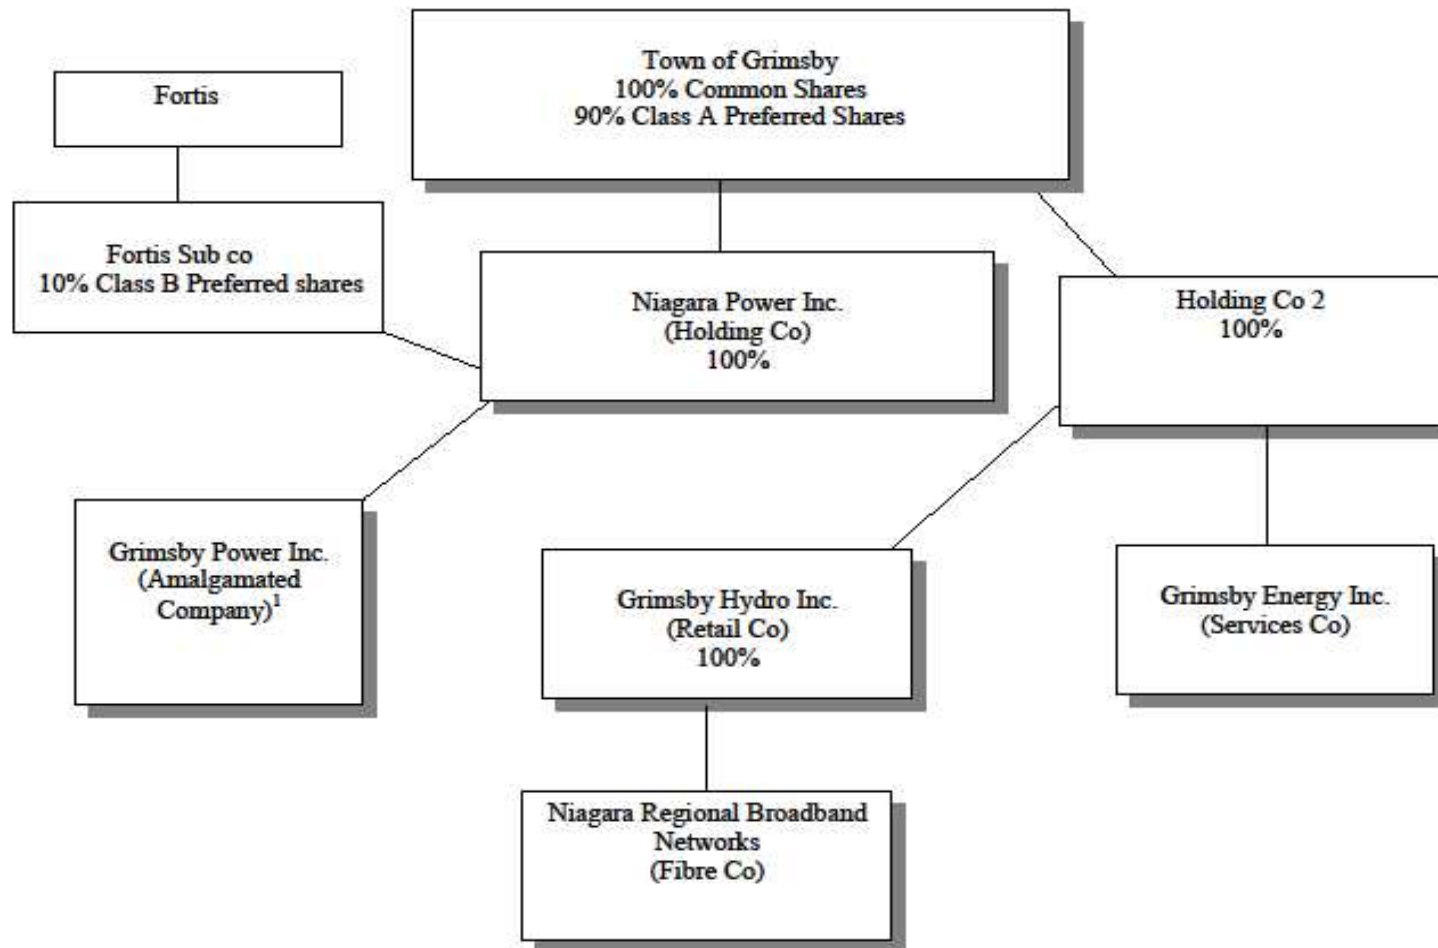 Town of Grimsby
100% Common Shares
90% Class A Preferred Shares
Fortis
Fortis Sub co
10% Class B Preferred shares
Niagara Power Inc.
(Holding Co)
100%
Holding Co 2
100%
Grimsby Power Inc.
(Amalgamated
Company)1
Grimsby Hydro Inc.
(Retail Co)
100%
Grimsby Energy Inc.
(Services Co)
Niagara Regional Broadband
Networks
(Fibre Co)